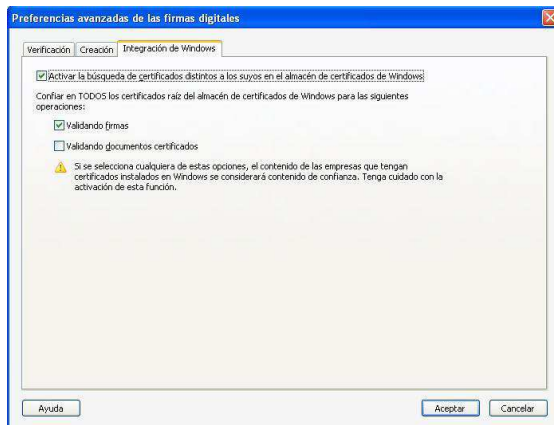 Preferencias avanzadas de las firmas digitales
Verificación Creación Integración de Windows
Activar la búsqueda de certificados distintos a los suyos en el almacén de certificados de Windows
Confiar en TODOS los certificados raíz del almacén de certificados de Windows para las siguientes
operaciones:
Validando firmas
Validando documentos certificados
Si se selecciona cualquiera de estas opciones, el contenido de las empresas que tengan
certificados instalados en Windows se considerará contenido de confianza. Tenga cuidado con la
activación de esta función.
Ayuda Aceptar Cancelar